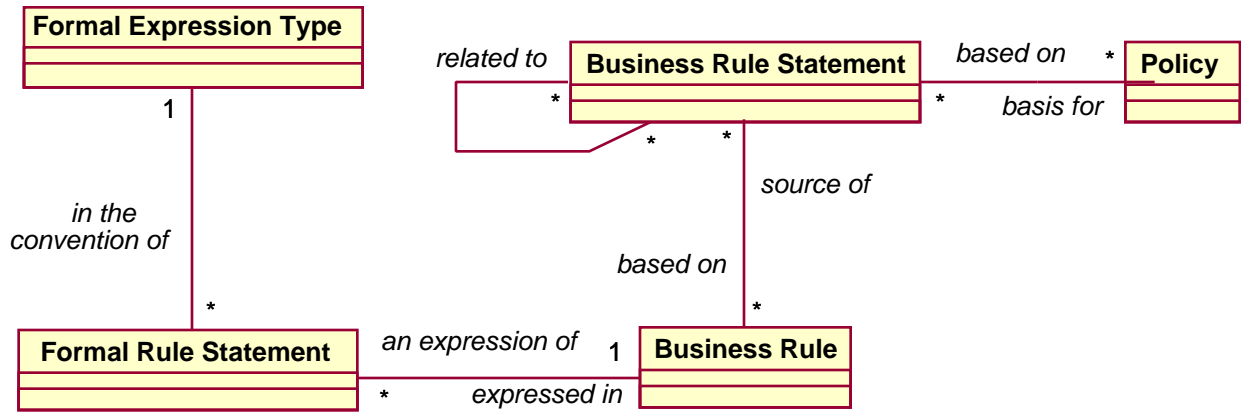 Formal Expression Type
related to
Business Rule Statement
based on
*
Policy
1
*
*
basis for
*
*
source of
in the
convention of
based on
*
*
Formal Rule Statement
an expression of
1
Business Rule
*
expressed in